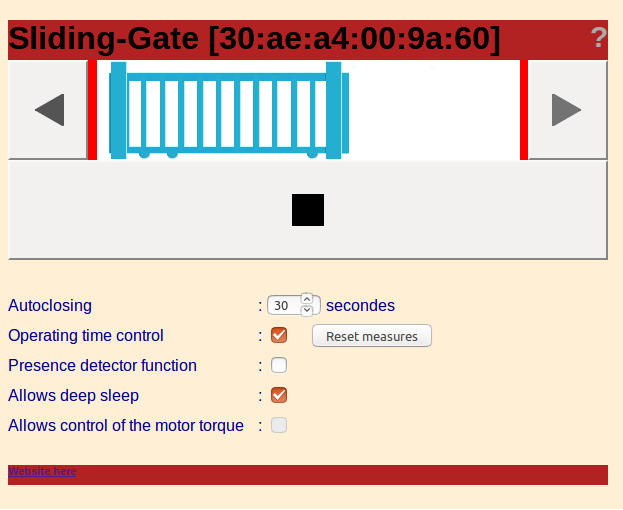 Sliding-Gate [30:ae:a4:00:9a:60] ?
Autoclosing : 30 secondes
Operating time control : Reset measures
Presence detector function :
Allows deep sleep :
Allows control of the motor torque :
Website here